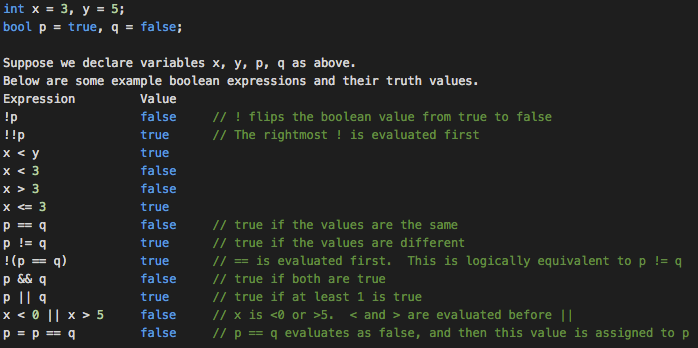 int x = 3, y = 5;
bool p = true, q = false;
Suppose we declare variables x, y, p, q as above.
Below are some example boolean expressions and their truth values.
Expression Value
!p false // ! flips the boolean value from true to false
!!p true // The rightmost ! is evaluated first
x < y true
x < 3 false
x > 3 false
x <= 3 true
p == q false // true if the values are the same
p != q true // true if the values are different
!(p == q) true // == is evaluated first. This is logically equivalent to p != q
p && q false // true if both are true
p || q true // true if at least 1 is true
x < 0 || x > 5 false // x is <0 or >5. < and > are evaluated before ||
p = p == q false // p == q evaluates as false, and then this value is assigned to p